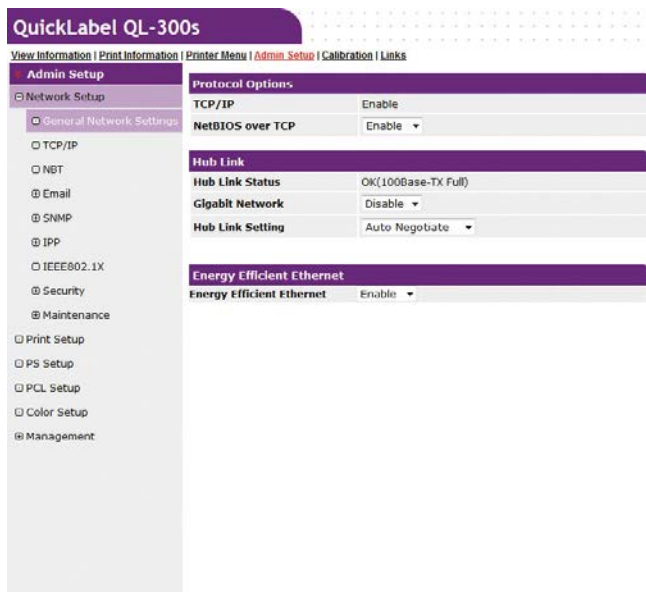 QuickLabel QL-300s
View Information | Print Information | Printer Menu | Admin Setup | Calibration | Links
Admin Setup
Network Setup
General Network Settings
TCP/IP
NBT
Email
SNMP
IPP
IEEE802.1X
Security
Maintenance
Print Setup
PS Setup
PCL Setup
Color Setup
Management
Protocol Options
TCP/IP Enable
NetBIOS over TCP Enable
Hub Link
Hub Link Status OK(100Base-TX Full)
Gigabit Network Disable
Hub Link Setting Auto Negotiate
Energy Efficient Ethernet
Energy Efficient Ethernet Enable